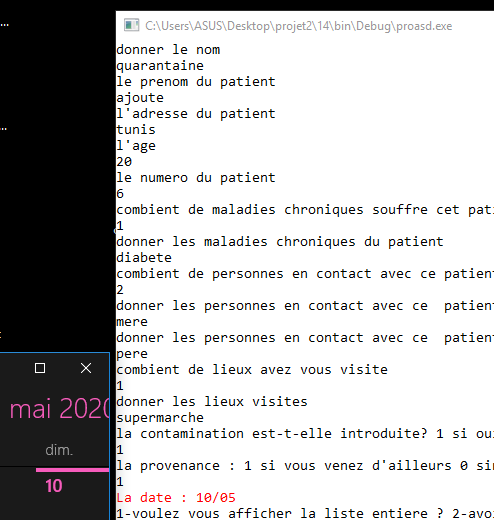 C:\Users\ASUS\Desktop\projet2\14\bin\Debug\proasd.exe
donner le nom
quarantaine
le prenom du patient
ajoute
l'adresse du patient
tunis
l'age
20
le numero du patient
6
combient de maladies chroniques souffre cet pati
1
donner les maladies chroniques du patient
diabete
combient de personnes en contact avec ce patien
2
donner les personnes en contact avec ce  patien
mere
donner les personnes en contact avec ce  patien
pere
combient de lieux avez vous visite
1
donner les lieux visites
supermarche
la contamination est-t-elle introduite? 1 si oui
1
la provenance : 1 si vous venez d'ailleurs 0 sin
1
La date : 10/05
1-voulez vous afficher la liste entiere ? 2-avo
mai 2020
dim.
10